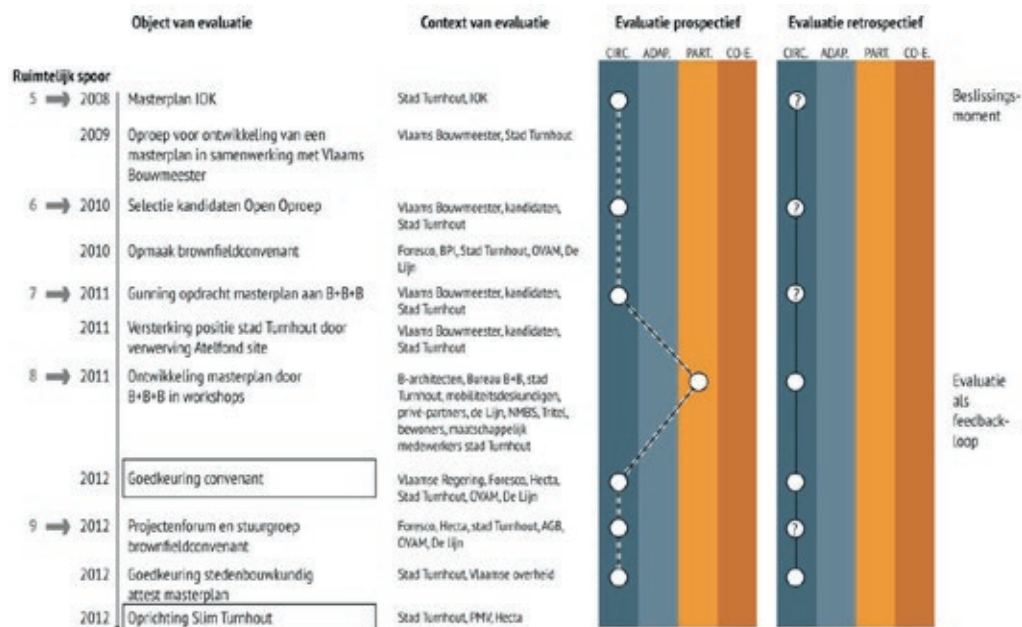 Object van evaluatie Context van evaluatie Evaluatie prospectief Evaluatie retrospectief
CIRC. ADAP. PART. CO-E. CIRC. ADAP. PART. CO-E.
Ruimtelijk spoor
5 → 2008 Masterplan IOK Stad Turnhout, IOK ? Beslissings-
moment
2009 Oproep voor ontwikkeling van een Vlaams Bouwmeester, Stad Turnhout
masterplan in samenwerking met Vlaams
Bouwmeester
6 → 2010 Selectie kandidaten Open Oproep Vlaams Bouwmeester, kandidaten, ?
Stad Turnhout
2010 Opmaak brownfieldconvenant Foresco, BPI, Stad Turnhout, OVAM, De
Lijn
7 → 2011 Gunning opdracht masterplan aan B+B+B Vlaams Bouwmeester, kandidaten, ?
Stad Turnhout
2011 Versterking positie stad Turnhout door Vlaams Bouwmeester, kandidaten,
verwerving Atelfond site Stad Turnhout
8 → 2011 Ontwikkeling masterplan door B-architecten, Bureau B+B, stad Evaluatie
B+B+B in workshops Turnhout, mobiliteitsdeskundigen, als
privé-partners, de Lijn, NMBS, Tritel, feedback-
bewoners, maatschappelijk loop
medewerkers stad Turnhout
2012 Goedkeuring convenant Vlaamse Regering, Foresco, Hecta,
Stad Turnhout, OVAM, De Lijn
9 → 2012 Projectenforum en stuurgroep Foresco, Hecta, stad Turnhout, AGB, ?
brownfieldconvenant OVAM, De lijn
2012 Goedkeuring stedenbouwkundig Stad Turnhout, Vlaamse overheid
attest masterplan
2012 Oprichting Slim Turnhout Stad Turnhout, PMV, Hecta